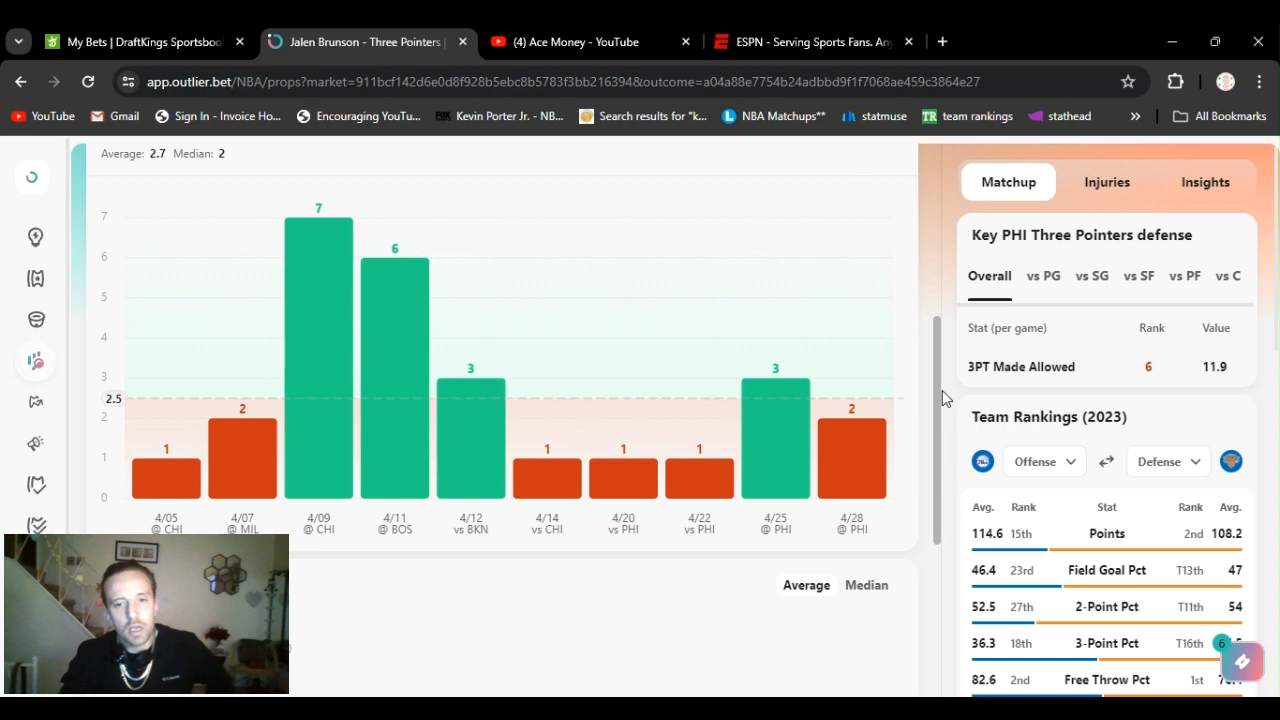 My Bets | DraftKings Sportsboo
Jalen Brunson - Three Pointers |
(4) Ace Money - YouTube
ESPN - Serving Sports Fans. Any
app.outlier.bet/NBA/props?market=911bcf142d6e0d8f928b5ebc8b5783f3bb216394&outcome=a04a88e7754b24adbbd9f1f7068ae459c3864e27
YouTube
Gmail
Sign In - Invoice Ho...
Encouraging YouTu...
Kevin Porter Jr. - NB...
Search results for "k...
NBA Matchups**
statmuse
team rankings
stathead
All Bookmarks
Average: 2.7 Median: 2
7
6
5
4
3
2.5
2
1
0
1
2
7
6
3
1
1
1
3
2
4/05 @ CHI
4/07 @ MIL
4/09 @ CHI
4/11 @ BOS
4/12 vs BKN
4/14 vs CHI
4/20 vs PHI
4/22 vs PHI
4/25 @ PHI
4/28 @ PHI
Average Median
Matchup Injuries Insights
Key PHI Three Pointers defense
Overall vs PG vs SG vs SF vs PF vs C
Stat (per game) Rank Value
3PT Made Allowed 6 11.9
Team Rankings (2023)
Offense Defense
Avg. Rank Stat Rank Avg.
114.6 15th Points 2nd 108.2
46.4 23rd Field Goal Pct T13th 47
52.5 27th 2-Point Pct T11th 54
36.3 18th 3-Point Pct T16th
82.6 2nd Free Throw Pct 1st